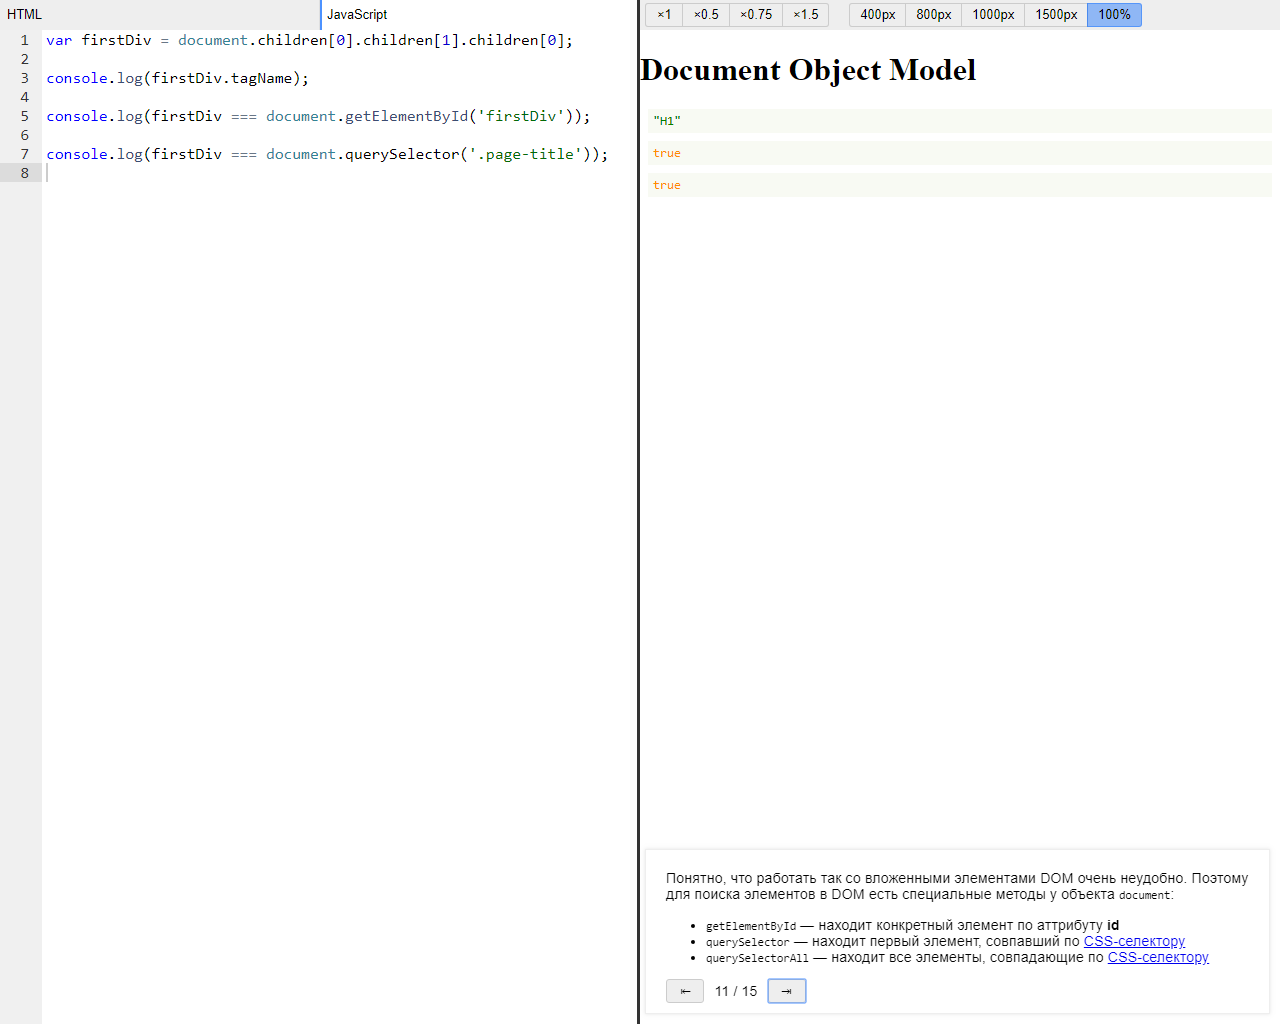 HTML
JavaScript
1 var firstDiv = document.children[0].children[1].children[0];
2
3 console.log(firstDiv.tagName);
4
5 console.log(firstDiv === document.getElementById('firstDiv'));
6
7 console.log(firstDiv === document.querySelector('.page-title'));
8
×1 ×0.5 ×0.75 ×1.5 400px 800px 1000px 1500px 100%
Document Object Model
"H1"
true
true
Понятно, что работать так со вложенными элементами DOM очень неудобно. Поэтому
для поиска элементов в DOM есть специальные методы у объекта document:
• getElementById — находит конкретный элемент по аттрибуту id
• querySelector — находит первый элемент, совпавший по CSS-селектору
• querySelectorAll — находит все элементы, совпадающие по CSS-селектору
⇤ 11 / 15 ⇥